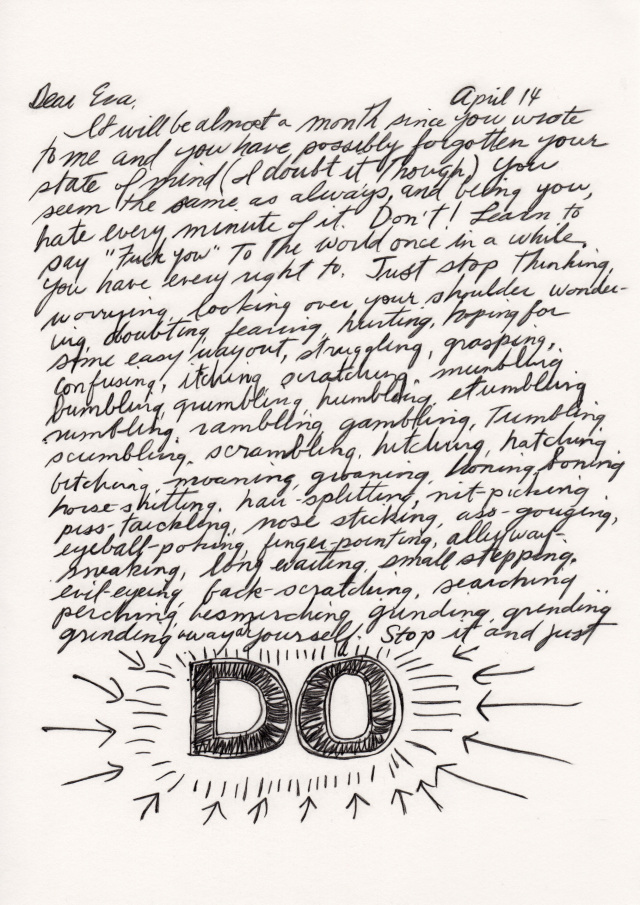 Dear Eva,
April 14
It will be almost a month since you wrote
to me and you have possibly forgotten your
state of mind (I doubt it though). You
seem the same as always, and being you,
hate every minute of it. Don't! Learn to
say "Fuck You" to the world once in a while.
You have every right to. Just stop thinking,
worrying, looking over your shoulder wonder-
ing, doubting, fearing, hurting, hoping for
some easy way out, struggling, grasping,
confusing, itching, scratching, mumbling
bumbling, grumbling, humbling, stumbling
numbling, rambling, gambling, Tumbling
scumbling, scrambling, hitching, hatching
bitching, moaning, groaning, honing, boning
horse-shitting, hair-splitting, nit-picking
piss-trickling, nose sticking, ass-gouging,
eyeball-poking, finger-pointing, alleyway-
sneaking, long waiting, small stepping,
evil-eyeing, back-scratching, searching,
perching, besmirching, grinding, grinding
grinding away at yourself. Stop it and just
DO